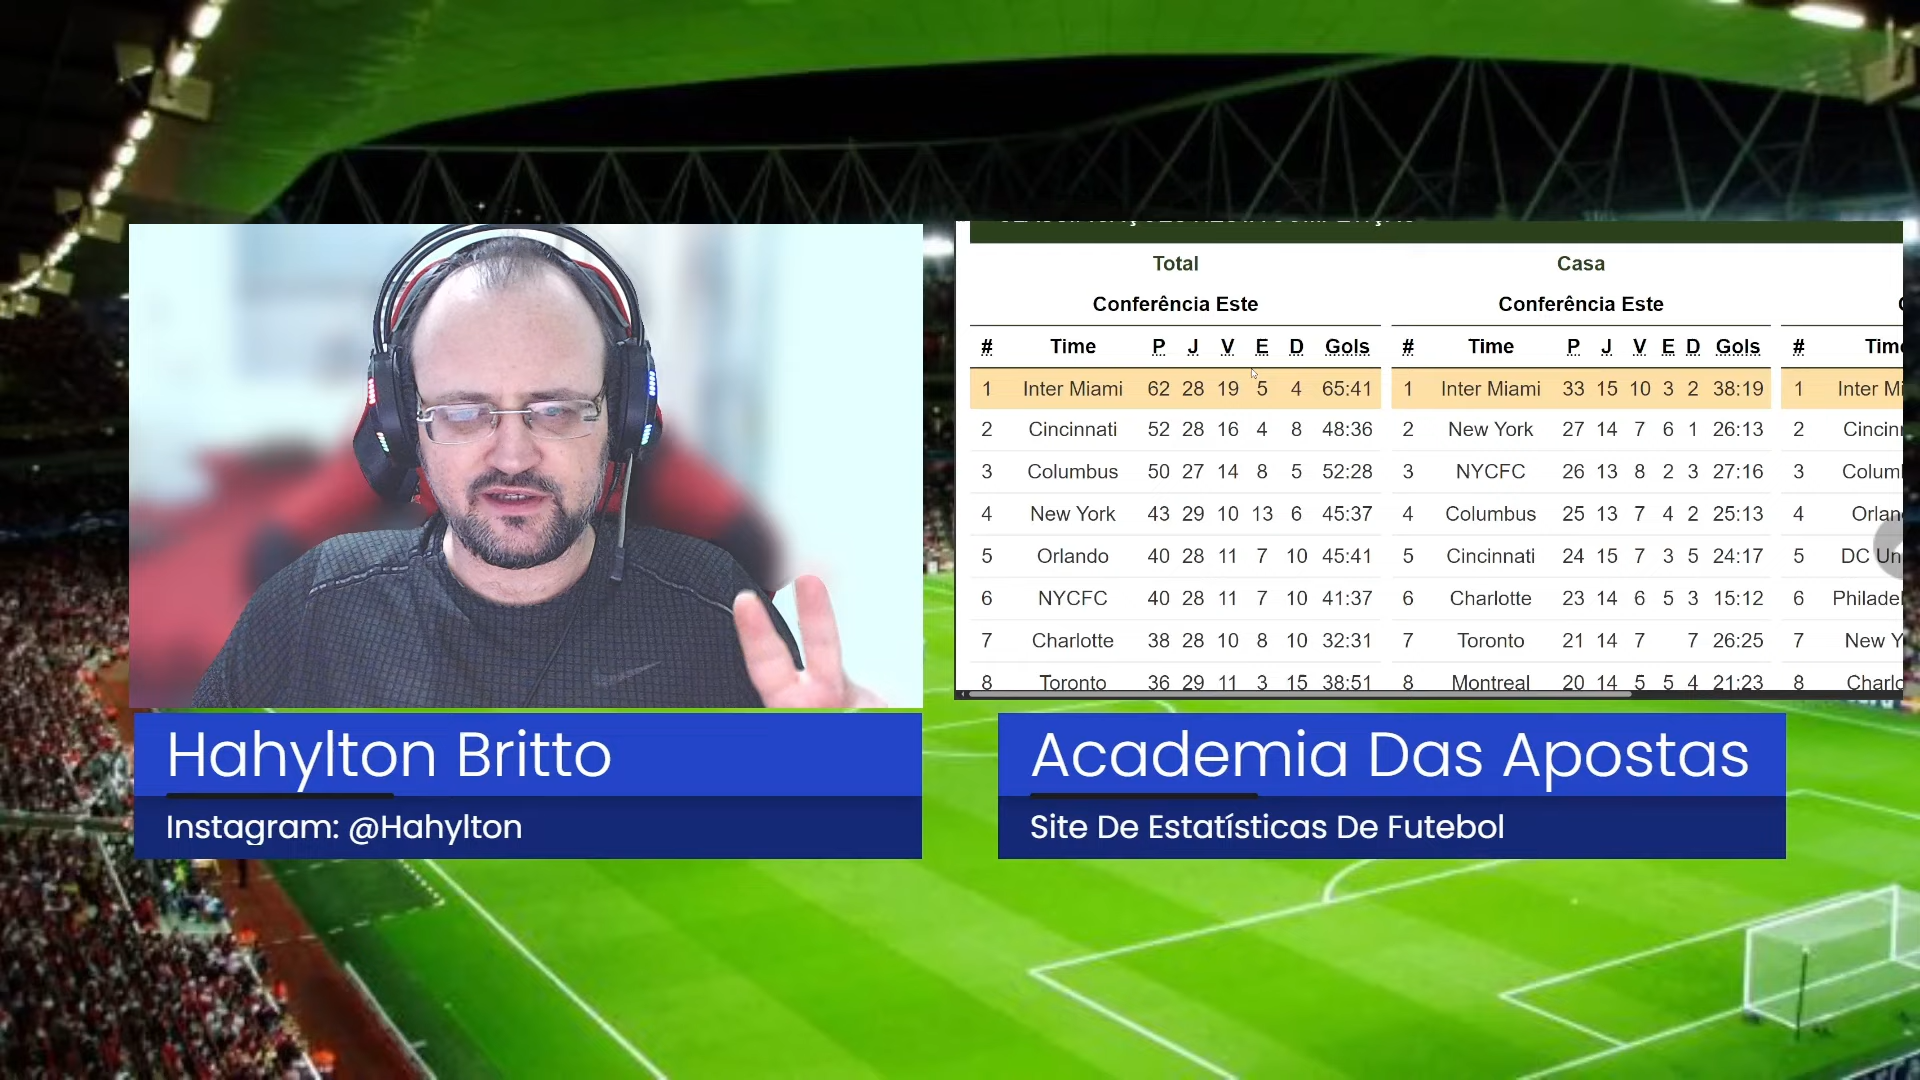 Total
Conferência Este
# Time P J V E D Gols
1 Inter Miami 62 28 19 5 4 65:41
2 Cincinnati 52 28 16 4 8 48:36
3 Columbus 50 27 14 8 5 52:28
4 New York 43 29 10 13 6 45:37
5 Orlando 40 28 11 7 10 45:41
6 NYCFC 40 28 11 7 10 41:37
7 Charlotte 38 28 10 8 10 32:31
8 Toronto 36 29 11 3 15 38:51
Casa
Conferência Este
# Time P J V E D Gols
1 Inter Miami 33 15 10 3 2 38:19
2 New York 27 14 7 6 1 26:13
3 NYCFC 26 13 8 2 3 27:16
4 Columbus 25 13 7 4 2 25:13
5 Cincinnati 24 15 7 3 5 24:17
6 Charlotte 23 14 6 5 3 15:12
7 Toronto 21 14 7 7 26:25
8 Montreal 20 14 5 5 4 21:23
#
1 Inter
2
3
4
5 DC
6
7 New
8
Hahylton Britto
Instagram: @Hahylton
Academia Das Apostas
Site De Estatísticas De Futebol